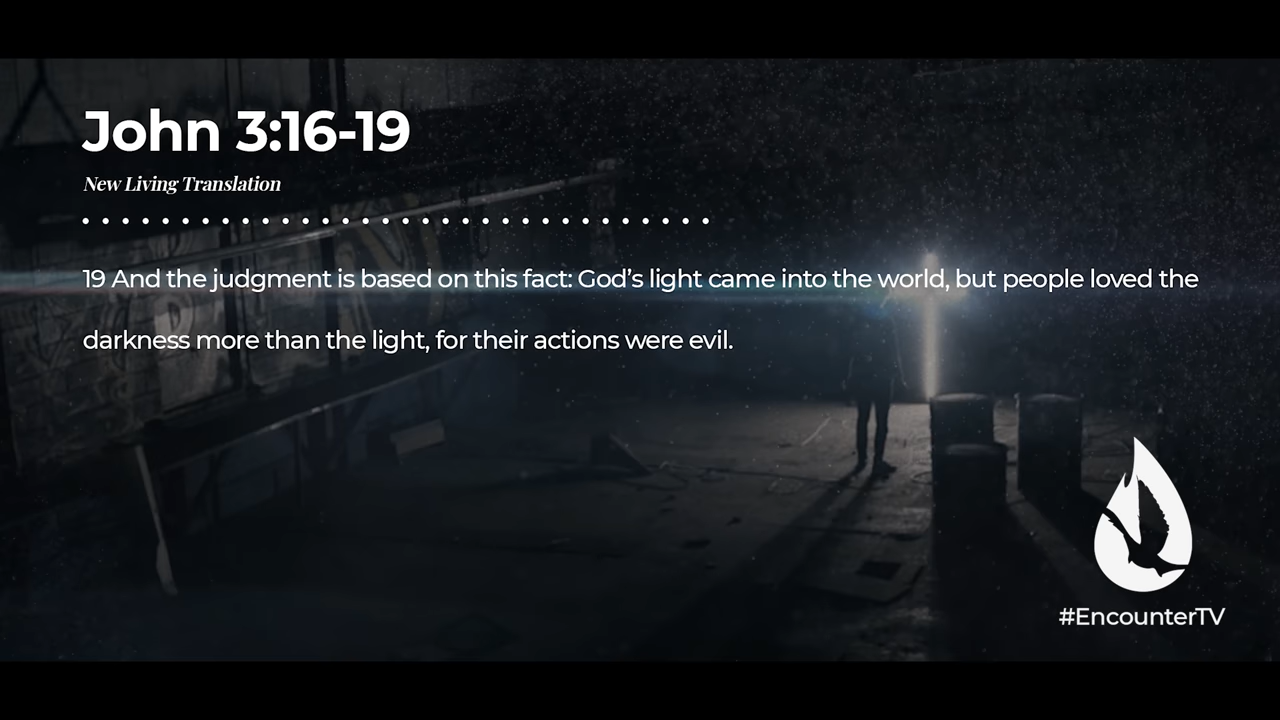 John 3:16-19
New Living Translation
19 And the judgment is based on this fact: God’s light came into the world, but people loved the
darkness more than the light, for their actions were evil.
#EncounterTV